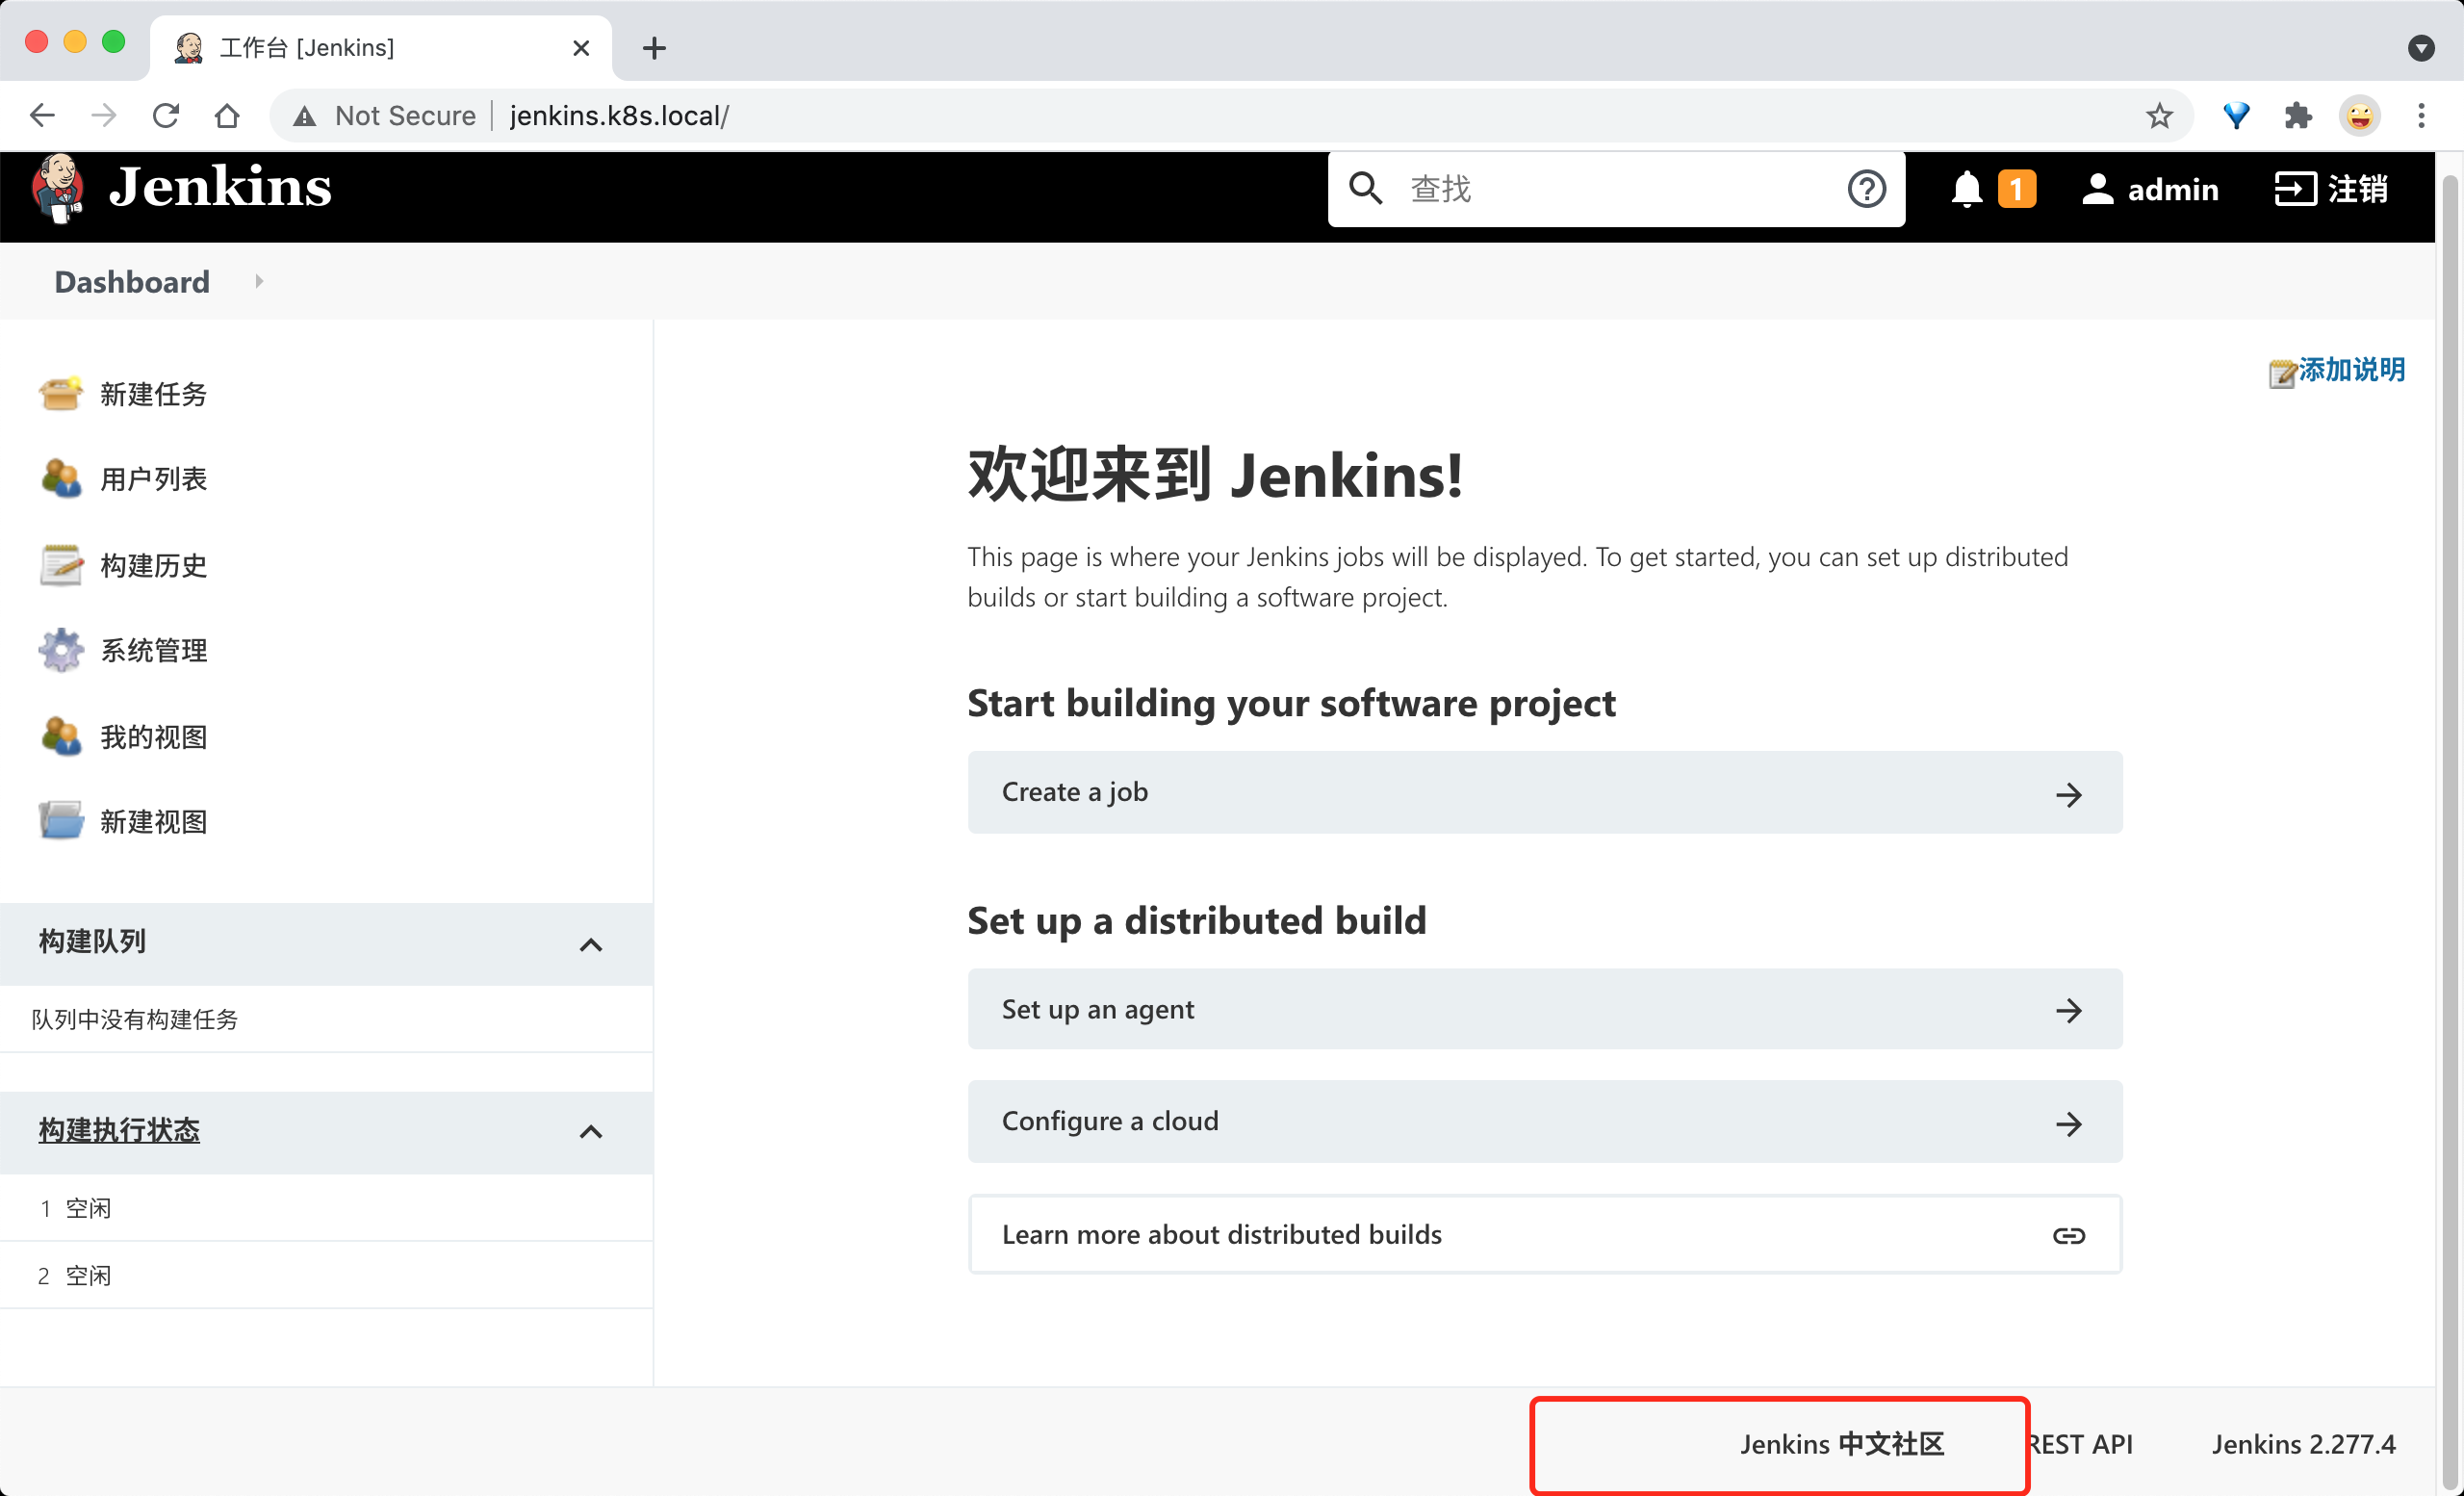 工作台 [Jenkins]
Not Secure jenkins.k8s.local/
Jenkins 查找 1 admin 注销
Dashboard
添加说明
新建任务
用户列表
构建历史
系统管理
我的视图
新建视图
构建队列
队列中没有构建任务
构建执行状态
1 空闲
2 空闲
欢迎来到 Jenkins!
This page is where your Jenkins jobs will be displayed. To get started, you can set up distributed
builds or start building a software project.
Start building your software project
Create a job
Set up a distributed build
Set up an agent
Configure a cloud
Learn more about distributed builds
Jenkins 中文社区 REST API Jenkins 2.277.4